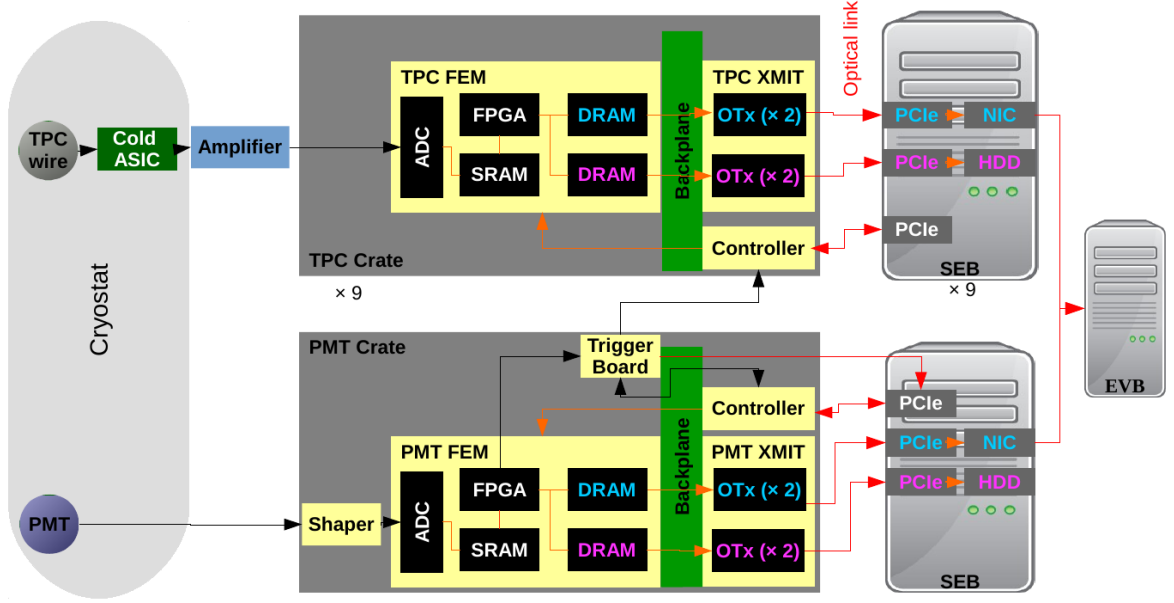 Optical link
TPC FEM
TPC XMIT
FPGA
DRAM
OTx (× 2)
PCIe
NIC
TPC
wire
Cold
ASIC
Amplifier
ADC
SRAM
DRAM
Backplane
OTx (× 2)
PCIe
HDD
PCIe
Controller
TPC Crate
SEB
× 9
× 9
Cryostat
EVB
PMT Crate
Trigger
Board
PCIe
Controller
PMT FEM
PMT XMIT
PCIe
NIC
FPGA
DRAM
Backplane
OTx (× 2)
PCIe
HDD
PMT
Shaper
ADC
SRAM
DRAM
OTx (× 2)
SEB